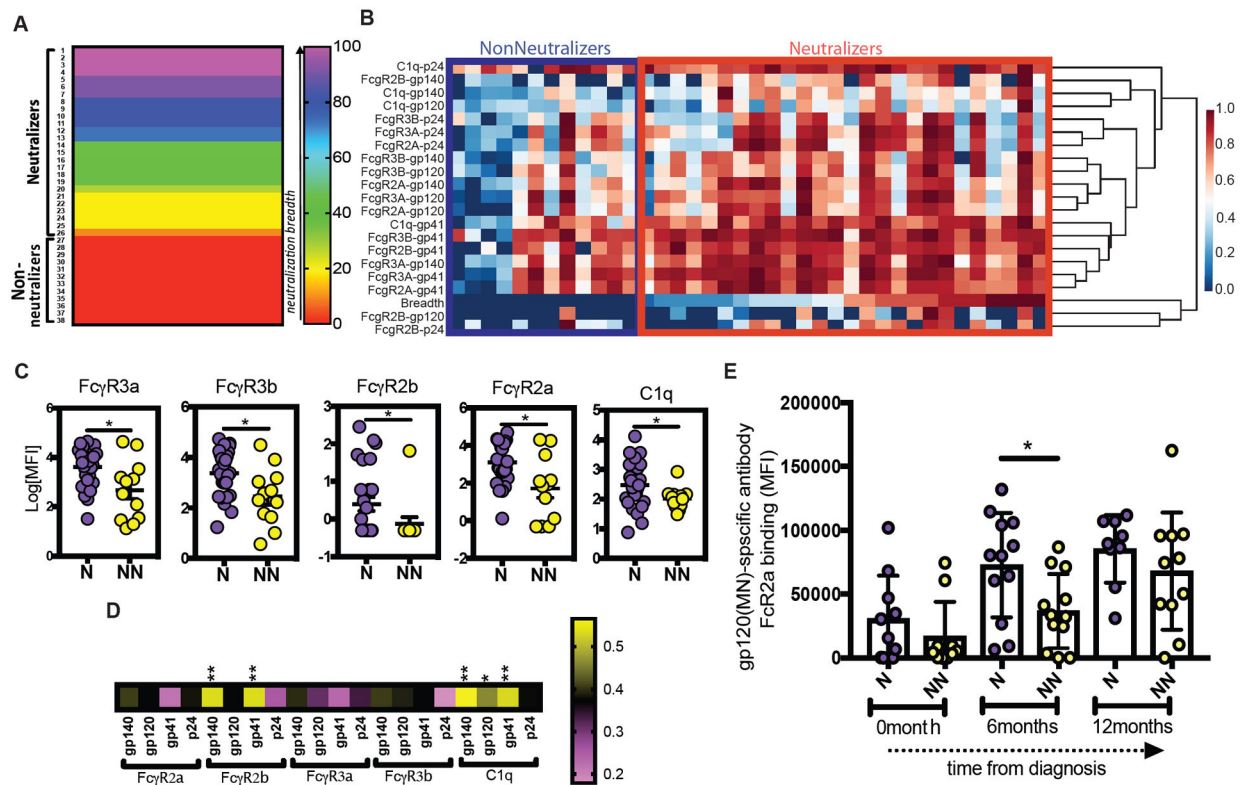 A
Neutralizers
Non-
neutralizers
1
2
3
4
5
6
7
8
9
10
11
12
13
14
15
16
17
18
19
20
21
22
23
24
25
26
27
28
29
30
31
32
33
34
35
36
37
38
100
80
60
40
20
0
neutralization breadth
B
NonNeutralizers
Neutralizers
C1q-p24
FcgR2B-gp140
C1q-gp140
C1q-gp120
FcgR3B-p24
FcgR3A-p24
FcgR2A-p24
FcgR3B-gp140
FcgR3B-gp120
FcgR2A-gp140
FcgR3A-gp120
FcgR2A-gp120
C1q-gp41
FcgR3B-gp41
FcgR2B-gp41
FcgR3A-gp140
FcgR3A-gp41
FcgR2A-gp41
Breadth
FcgR2B-gp120
FcgR2B-p24
1.0
0.8
0.6
0.4
0.2
0.0
C
Log[MFI]
FcγR3a
6
4
2
0
*
N NN
FcγR3b
6
4
2
0
*
N NN
FcγR2b
3
2
1
0
-1
*
N NN
FcγR2a
6
4
2
0
-2
*
N NN
C1q
5
4
3
2
1
0
*
N NN
D
** ** ** * **
gp140 gp120 gp41 p24 gp140 gp120 gp41 p24 gp140 gp120 gp41 p24 gp140 gp120 gp41 p24 gp140 gp120 gp41 p24
FcγR2a FcγR2b FcγR3a FcγR3b C1q
0.5
0.4
0.3
0.2
E
gp120(MN)-spscific antibody
FcR2a binding (MFI)
200000
150000
100000
50000
0
*
N NN N NN N NN
0month 6months 12months
time from diagnosis